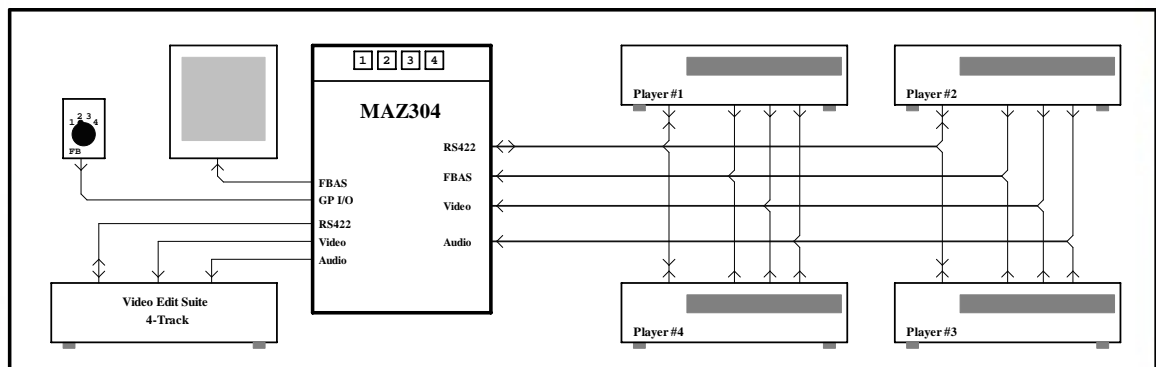 1 2 3 4
MAZ304
Player #1
Player #2
1 2 3 4
FB
RS422
FBAS
Video
Audio
FBAS
GP I/O
RS422
Video
Audio
Video Edit Suite
4-Track
Player #4
Player #3